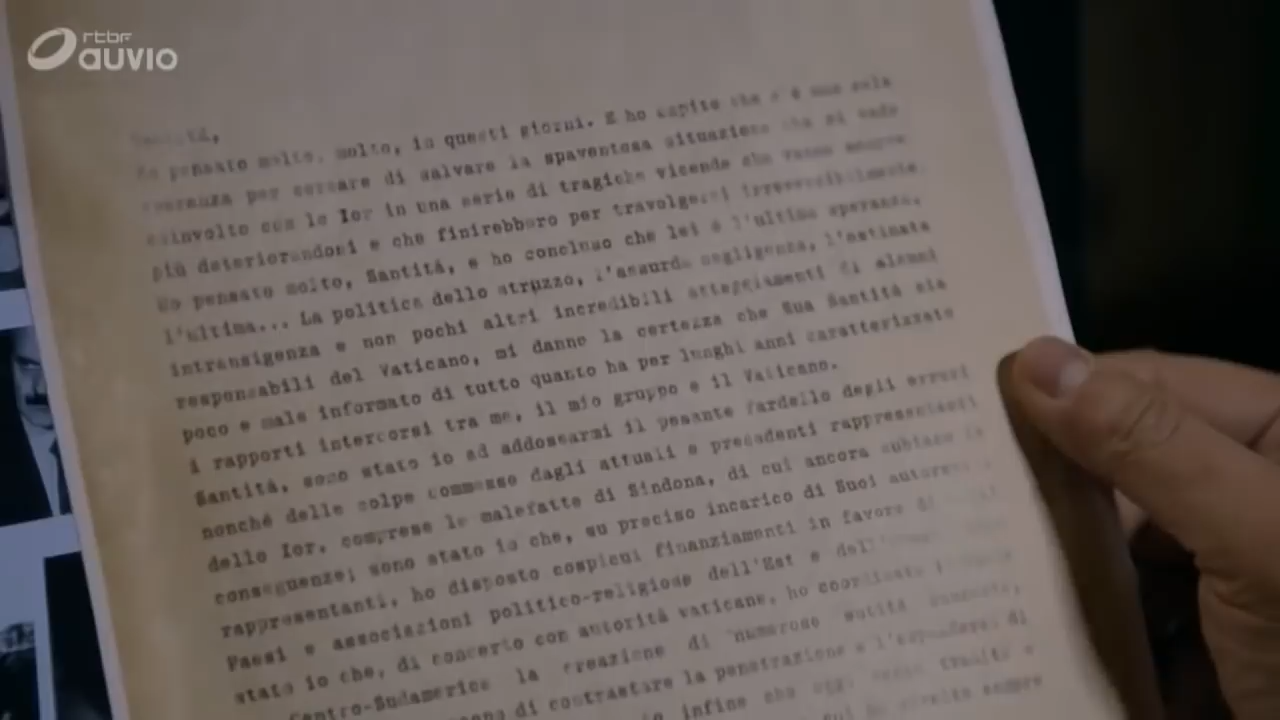 rtbf
auvio
Santità,
Ho pensato molto, molto, in questi giorni. E ho capito che c'è una sola
speranza per cercare di salvare la spaventosa situazione che si vede
coinvolto con lo Ior in una serie di tragiche vicende che vanno sempre
più deteriorandosi e che finirebbero per travolgerci irreversibilmente.
Ho pensato molto, Santità, e ho concluso che lei è l'ultima speranza,
l'ultima... La politica dello struzzo, l'assurda negligenza, l'ostinata
intransigenza e non pochi altri incredibili atteggiamenti di alcuni
responsabili del Vaticano, mi danno la certezza che Sua Santità sia
poco e male informato di tutto quanto ha per lunghi anni caratterizzato
i rapporti intercorsi tra me, il mio gruppo e il Vaticano.
Santità, sono stato io ad addossarmi il pesante fardello degli errori
nonché delle colpe commesse dagli attuali e precedenti rappresentanti
dello Ior, comprese le malefatte di Sindona, di cui ancora subisco le
conseguenze; sono stato io che, su preciso incarico di Suoi
rappresentanti, ho disposto cospicui finanziamenti in favore di
Paesi e associazioni politico-religiose dell'Est e
stato io che, di concerto con autorità vaticane, ho coordinato
Centro-Sudamerica la creazione di numerose
di contrastare la penetrazione e l'espandersi di
infine che oggi